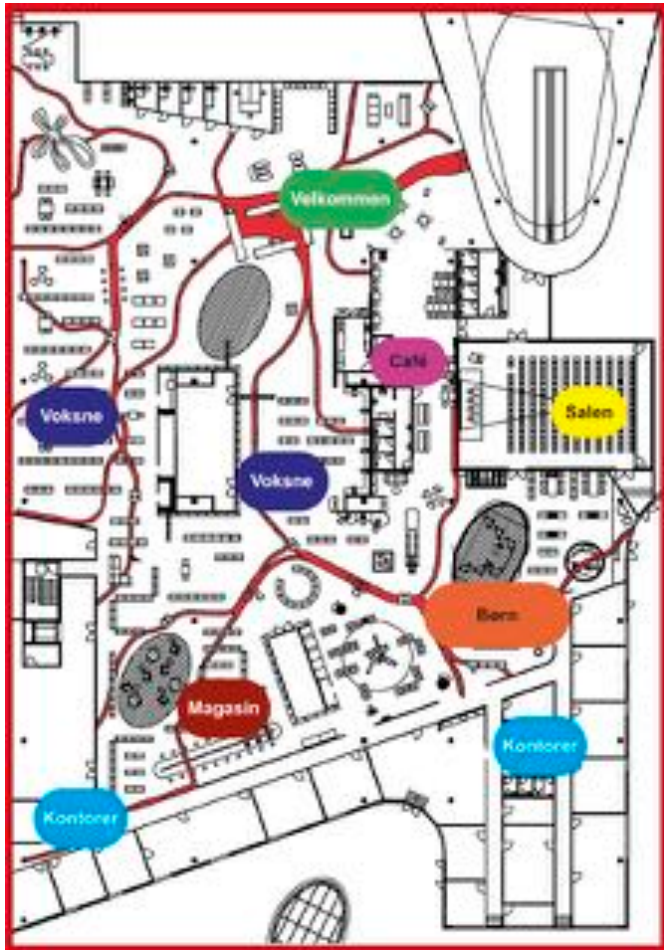 Velkommen
Café
Voksne
Salen
Voksne
Børn
Magasin
Kontorer
Kontorer